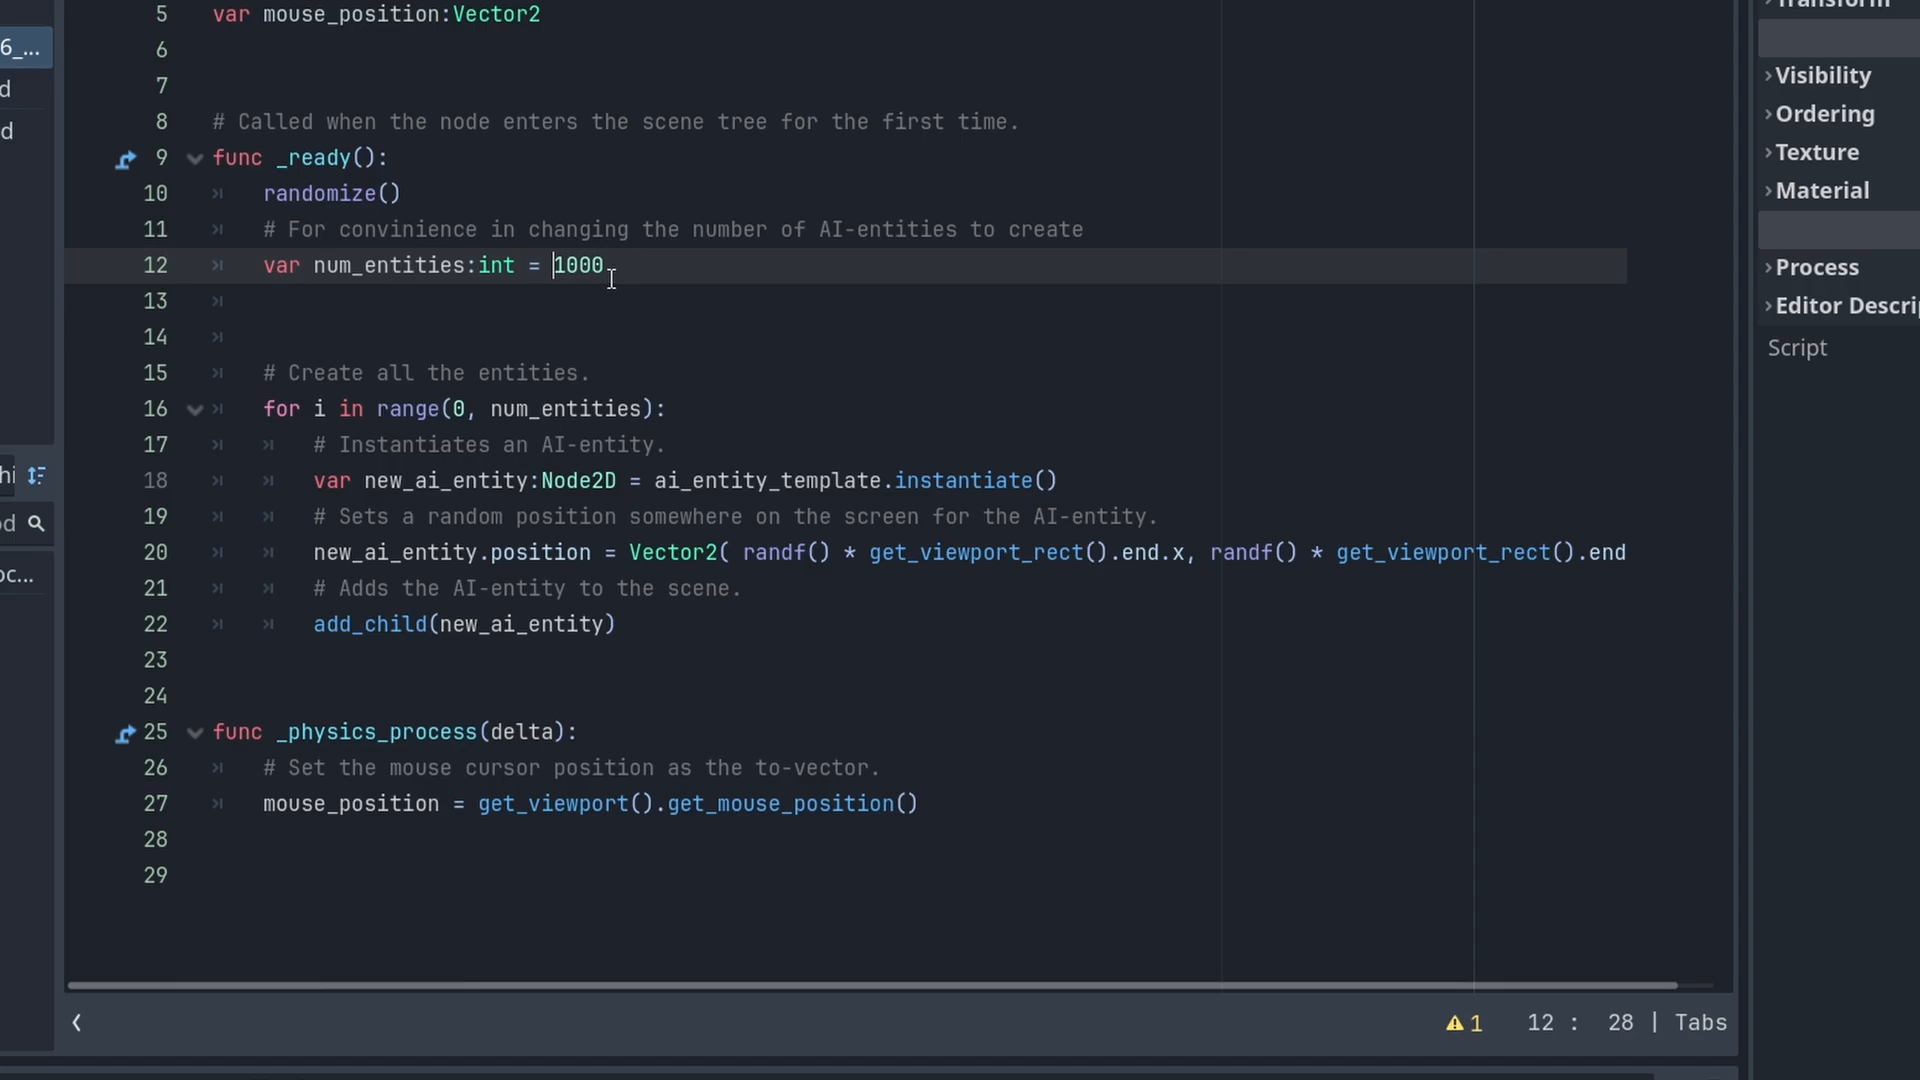 5 var mouse_position:Vector2
6_...
6
Visibility
d
7
Ordering
8 # Called when the node enters the scene tree for the first time.
d
9 func _ready():
Texture
10 randomize()
Material
11 # For convinience in changing the number of AI-entities to create
12 var num_entities:int = 1000
Process
13
Editor Descri
14
Script
15 # Create all the entities.
16 for i in range(0, num_entities):
17 # Instantiates an AI-entity.
hi
18 var new_ai_entity:Node2D = ai_entity_template.instantiate()
19 # Sets a random position somewhere on the screen for the AI-entity.
od
20 new_ai_entity.position = Vector2( randf() * get_viewport_rect().end.x, randf() * get_viewport_rect().end
oc...
21 # Adds the AI-entity to the scene.
22 add_child(new_ai_entity)
23
24
25 func _physics_process(delta):
26 # Set the mouse cursor position as the to-vector.
27 mouse_position = get_viewport().get_mouse_position()
28
29
1 12 : 28 | Tabs